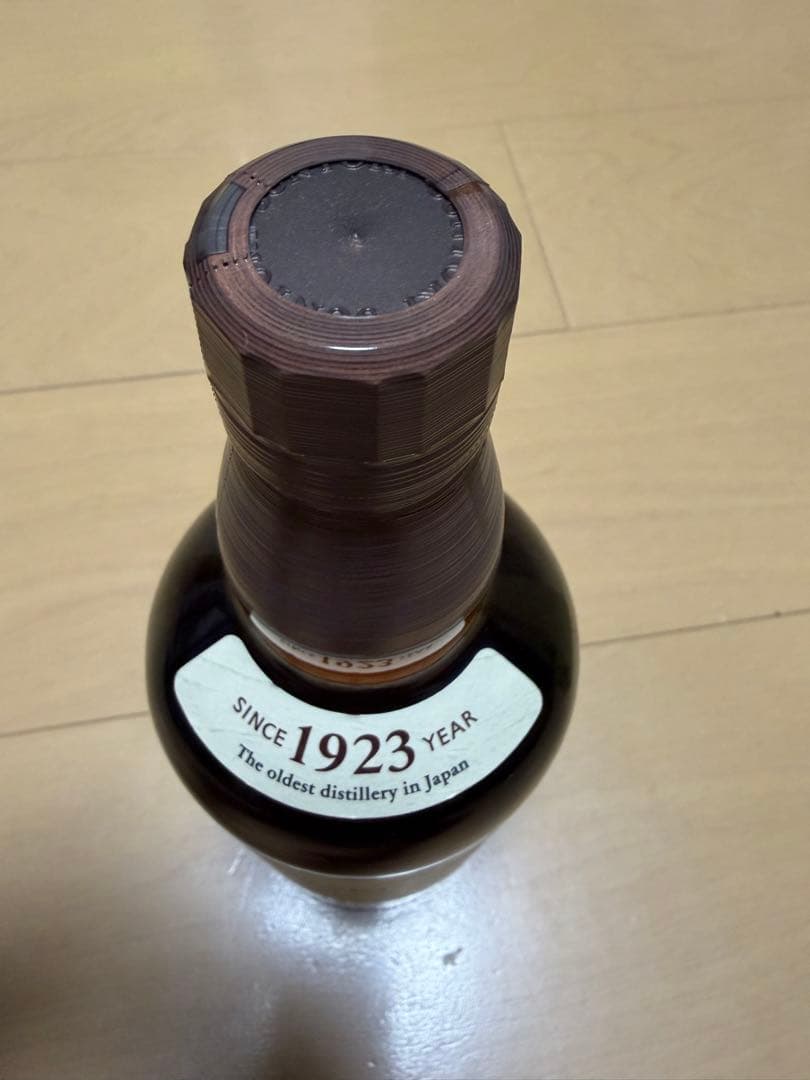 SINCE 1923 YEAR
The oldest distillery in Japan